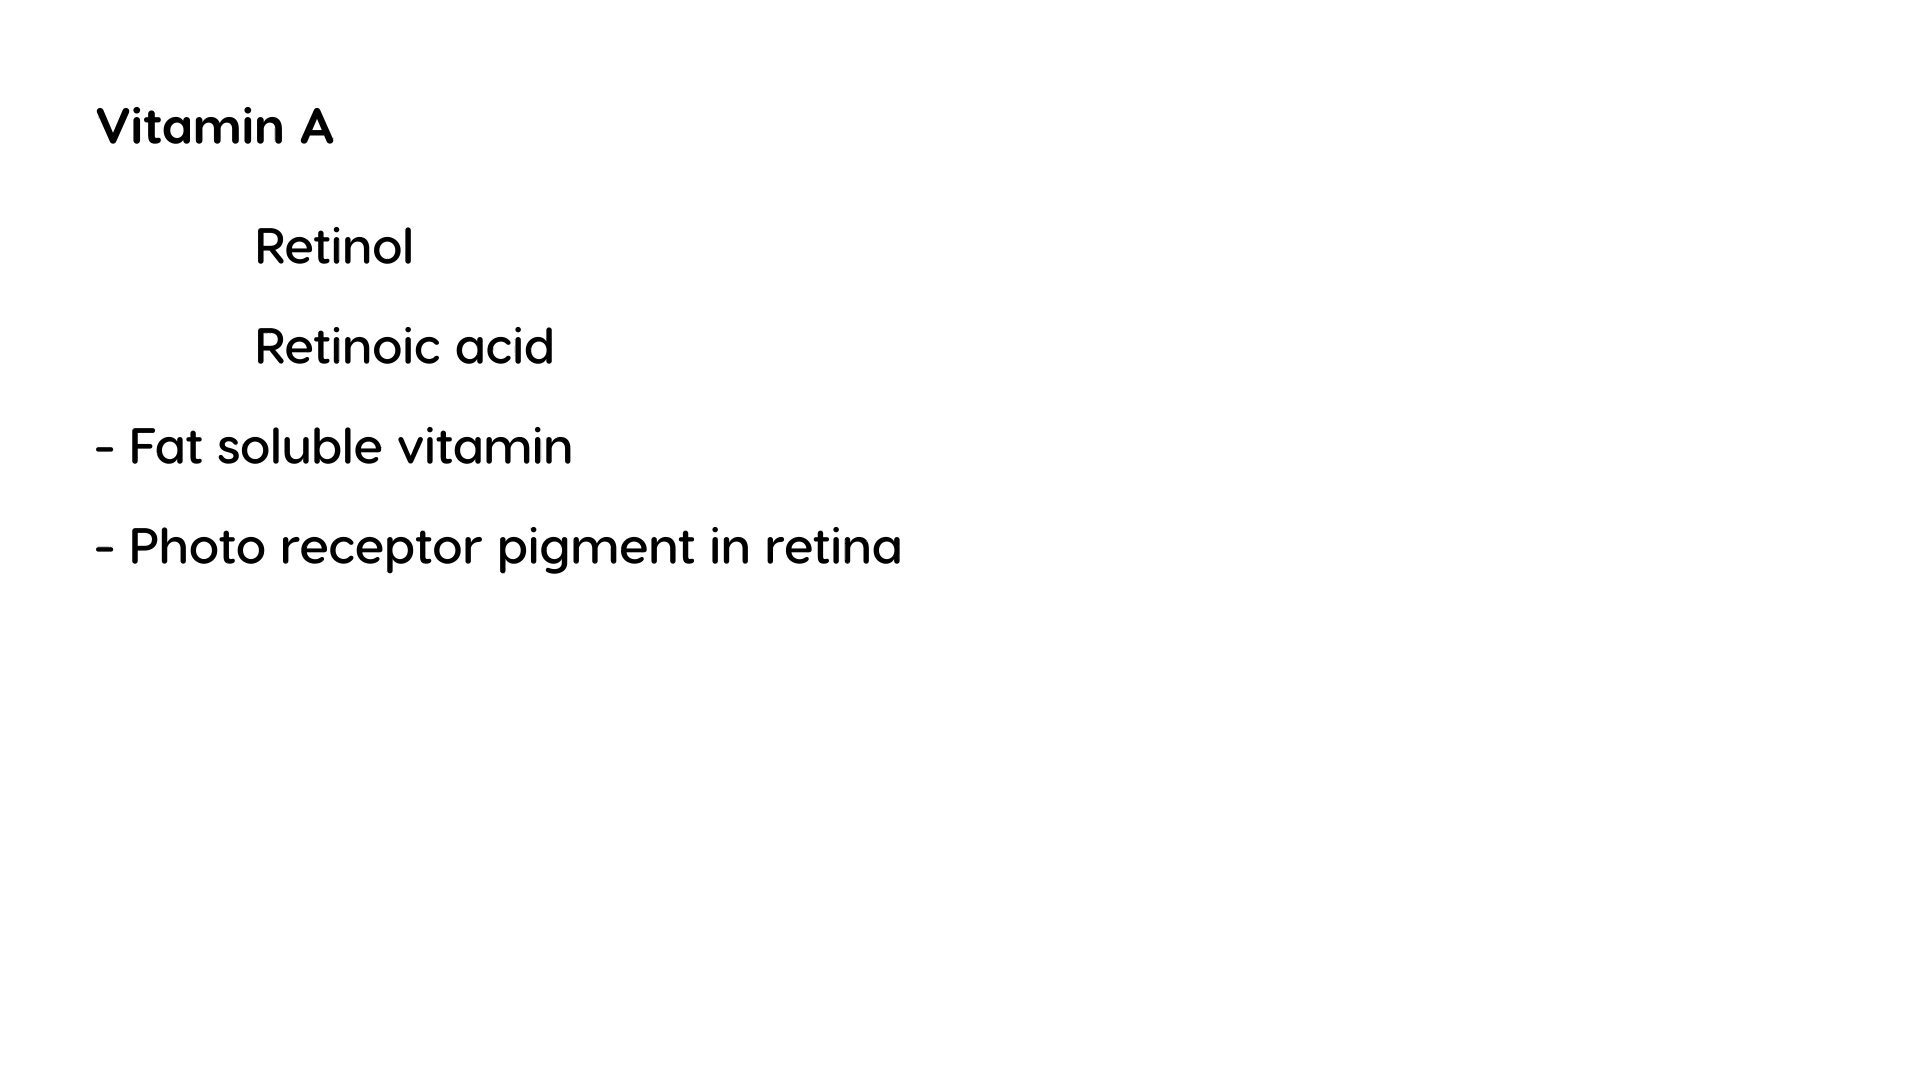 Vitamin A
Retinol
Retinoic acid
- Fat soluble vitamin
- Photo receptor pigment in retina